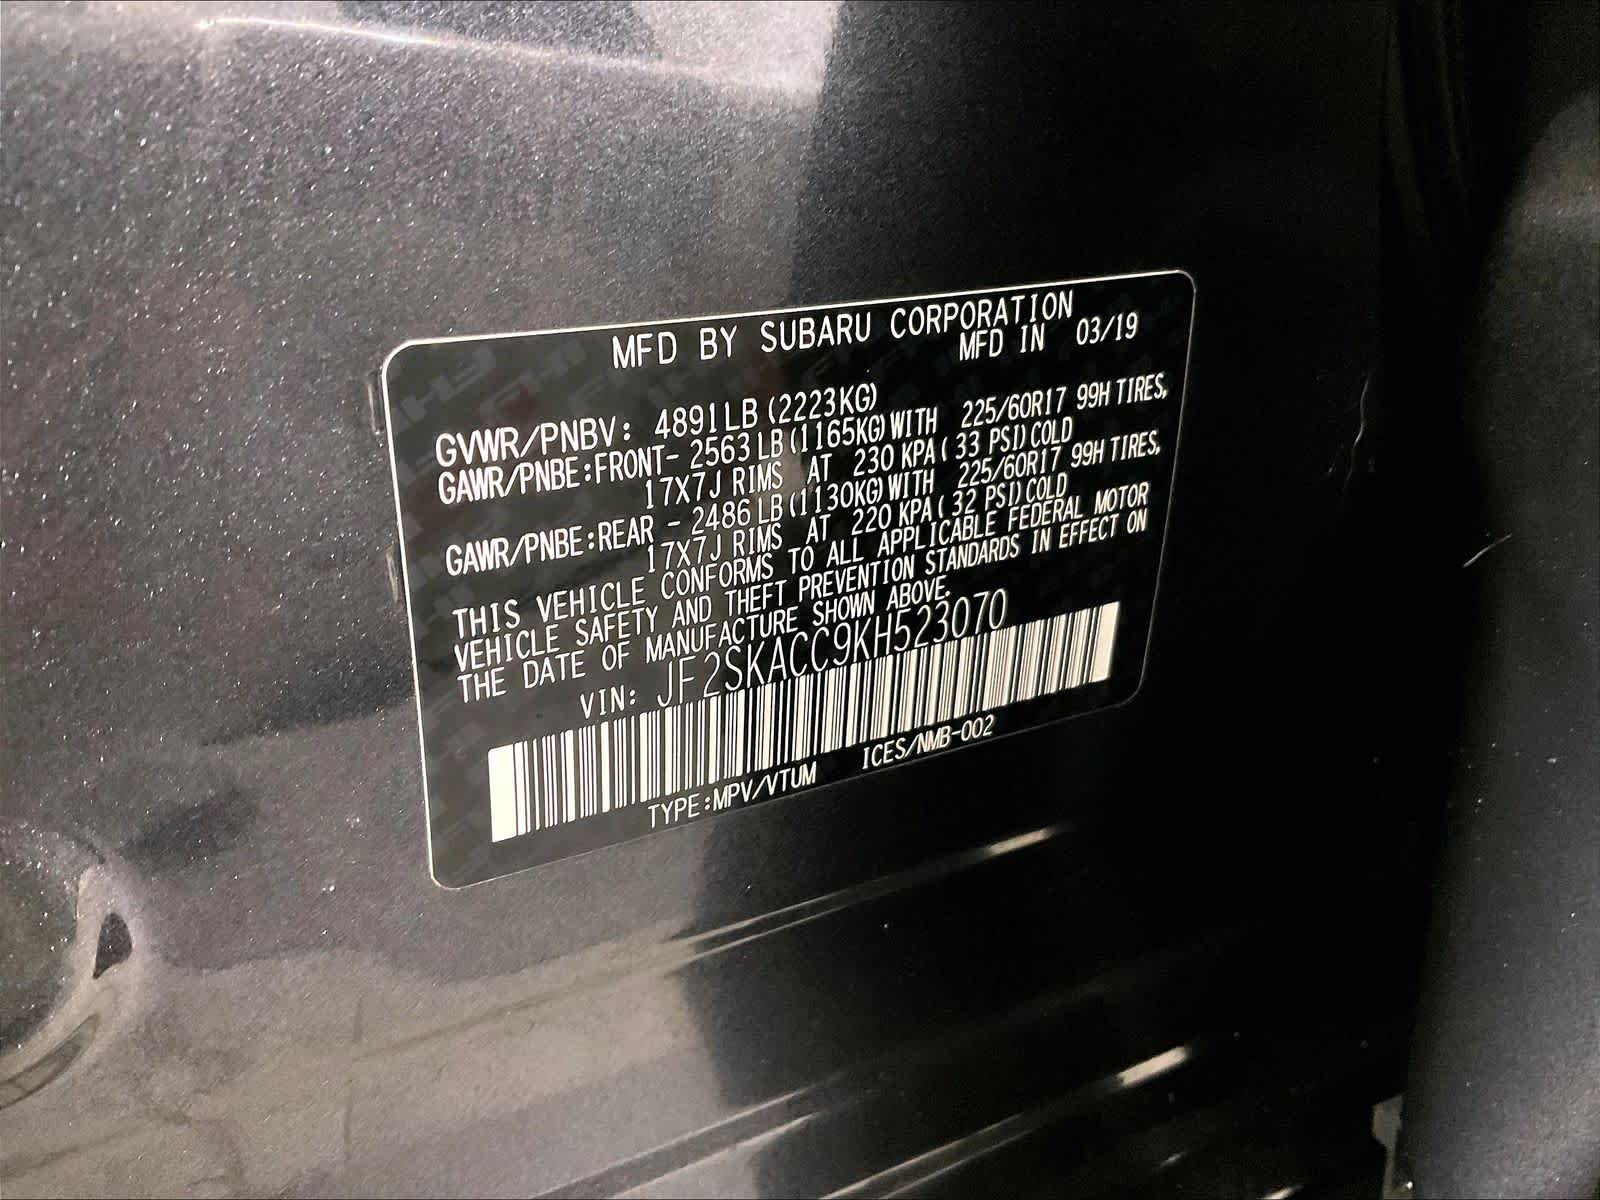 MFD BY SUBARU CORPORATION
MFD IN 03/19
GVWR/PNBV: 4891LB (2223KG)
GAWR/PNBE:FRONT- 2563 LB (1165KG) WITH 225/60R17 99H TIRES,
17X7J RIMS AT 230 KPA ( 33 PSI) COLD
GAWR/PNBE:REAR - 2486 LB (1130KG) WITH 225/60R17 99H TIRES,
17X7J RIMS AT 220 KPA ( 32 PSI) COLD
THIS VEHICLE CONFORMS TO ALL APPLICABLE FEDERAL MOTOR
VEHICLE SAFETY AND THEFT PREVENTION STANDARDS IN EFFECT ON
THE DATE OF MANUFACTURE SHOWN ABOVE.
VIN: JF2SKACC9KH523070
TYPE:MPV/VTUM ICES/NMB-002